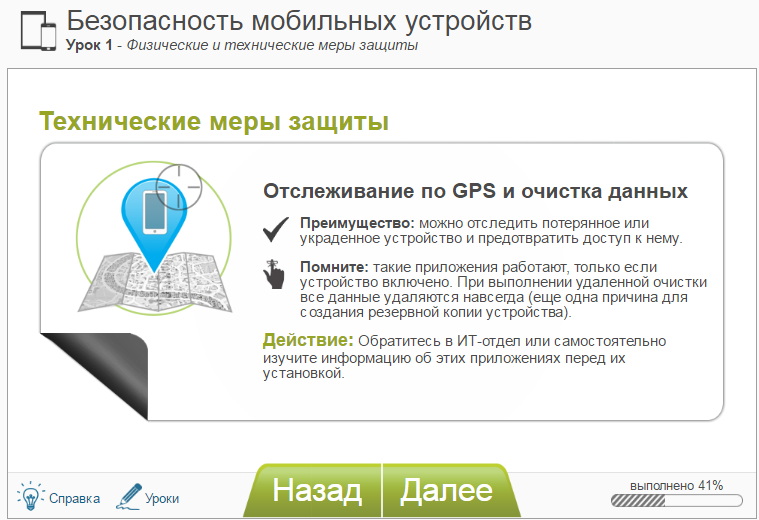 Безопасность мобильных устройств
Урок 1 - Физические и технические меры защиты
Технические меры защиты
Отслеживание по GPS и очистка данных
Преимущество: можно отследить потерянное или
украденное устройство и предотвратить доступ к нему.
Помните: такие приложения работают, только если
устройство включено. При выполнении удаленной очистки
все данные удаляются навсегда (еще одна причина для
создания резервной копии устройства).
Действие: Обратитесь в ИТ-отдел или самостоятельно
изучите информацию об этих приложениях перед их
установкой.
Справка
Уроки
Назад
Далее
выполнено 41%